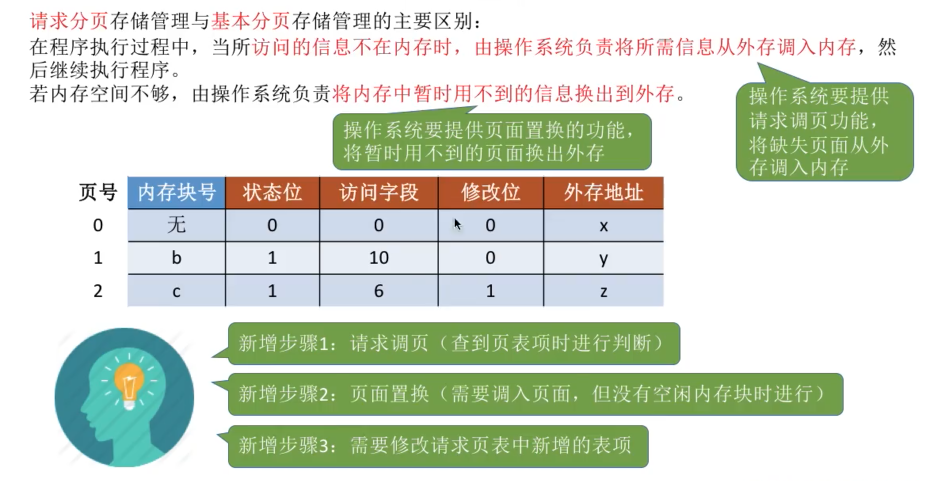 请求分页存储管理与基本分页存储管理的主要区别：
在程序执行过程中，当所访问的信息不在内存时，由操作系统负责将所需信息从外存调入内存，然
后继续执行程序。
若内存空间不够，由操作系统负责将内存中暂时用不到的信息换出到外存。
操作系统要提供
请求调页功能，
将缺失页面从外
存调入内存
操作系统要提供页面置换的功能，
将暂时用不到的页面换出外存
页号 内存块号 状态位 访问字段 修改位 外存地址
0 无 0 0 0 x
1 b 1 10 0 y
2 c 1 6 1 z
新增步骤1：请求调页（查到页表项时进行判断）
新增步骤2：页面置换（需要调入页面，但没有空闲内存块时进行）
新增步骤3：需要修改请求页表中新增的表项